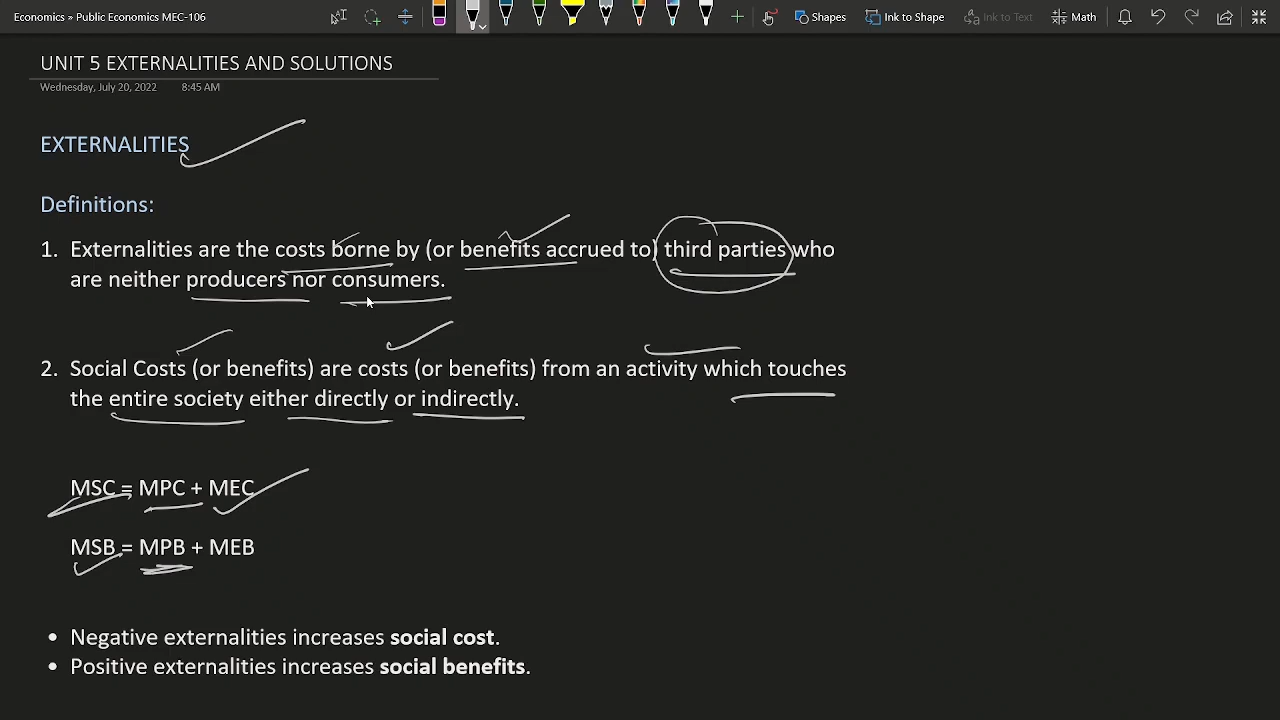 Economics » Public Economics MEC-106
Shapes
Ink to Shape
Ink to Text
Math
UNIT 5 EXTERNALITIES AND SOLUTIONS
Wednesday, July 20, 2022 8:45 AM
EXTERNALITIES
Definitions:
1. Externalities are the costs borne by (or benefits accrued to) third parties who
are neither producers nor consumers.
2. Social Costs (or benefits) are costs (or benefits) from an activity which touches
the entire society either directly or indirectly.
MSC = MPC + MEC
MSB = MPB + MEB
• Negative externalities increases social cost.
• Positive externalities increases social benefits.